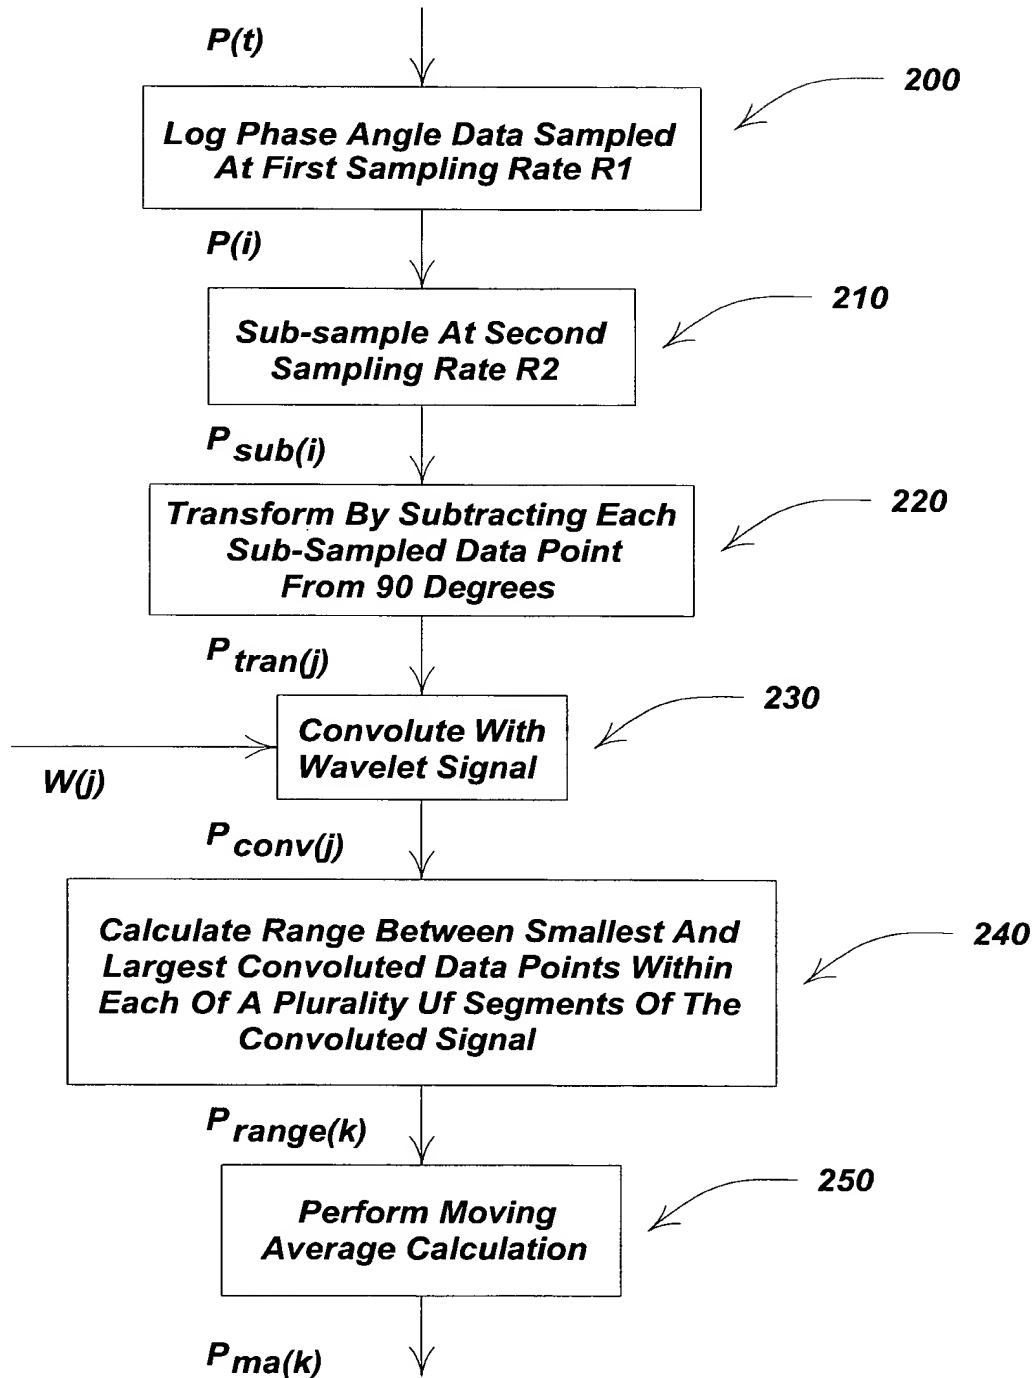 P(t)
200
Log Phase Angle Data Sampled
At First Sampling Rate R1
P(i)
210
Sub-sample At Second
Sampling Rate R2
P sub(i)
220
Transform By Subtracting Each
Sub-Sampled Data Point
From 90 Degrees
P tran(j)
230
Convolute With
Wavelet Signal
W(j)
P conv(j)
240
Calculate Range Between Smallest And
Largest Convoluted Data Points Within
Each Of A Plurality Uf Segments Of The
Convoluted Signal
P range(k)
250
Perform Moving
Average Calculation
P ma(k)